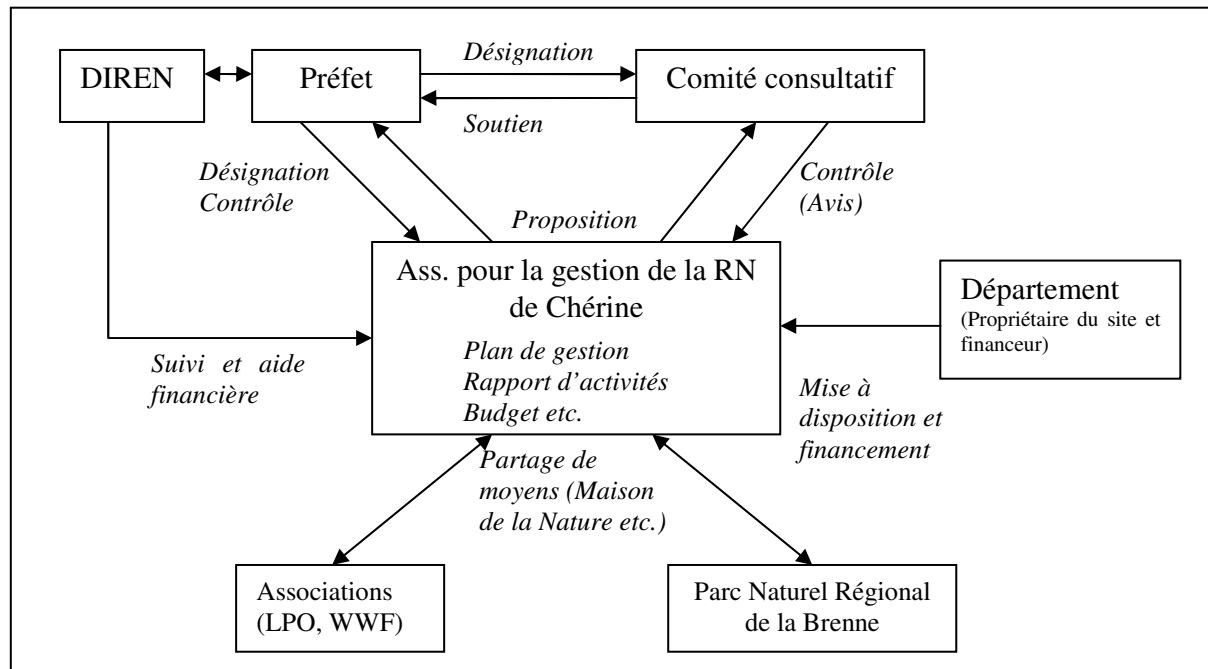 Désignation
DIREN
Préfet
Comité consultatif
Soutien
Désignation
Contrôle
Contrôle
(Avis)
Proposition
Ass. pour la gestion de la RN
de Chérine
Plan de gestion
Rapport d’activités
Budget etc.
Département
(Propriétaire du site et
financeur)
Suivi et aide
financière
Mise à
disposition et
financement
Partage de
moyens (Maison
de la Nature etc.)
Associations
(LPO, WWF)
Parc Naturel Régional
de la Brenne